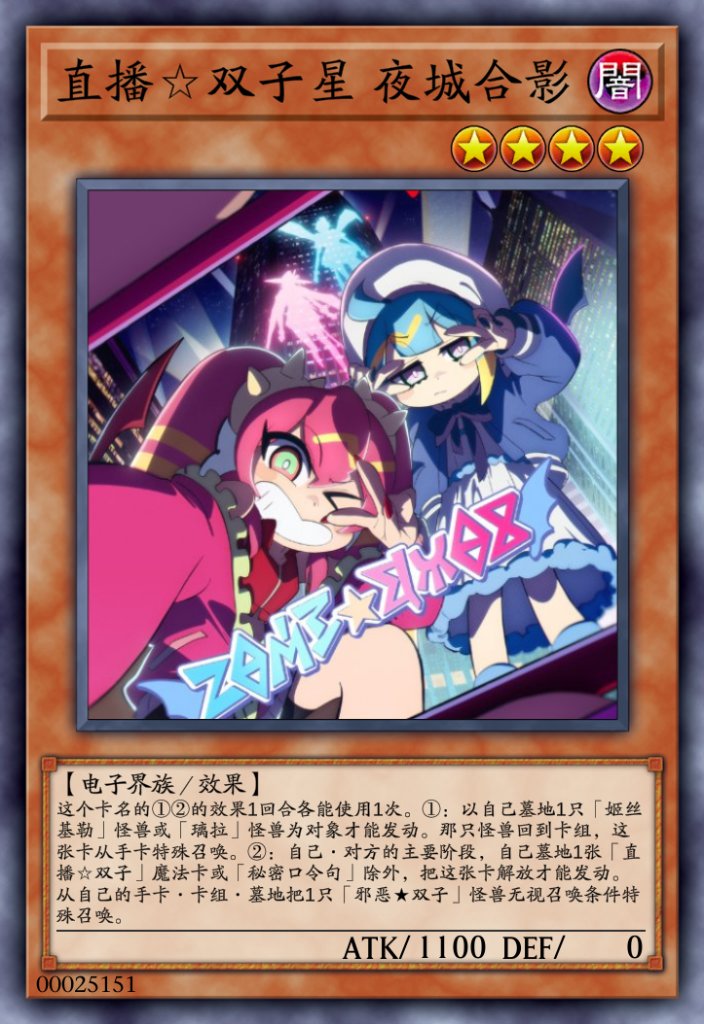 直播☆双子星 夜城合影
闇
ZOMB★BXOB
【电子界族／效果】
这个卡名的①②的效果1回合各能使用1次。①：以自己墓地1只「姬丝
基勒」怪兽或「璃拉」怪兽为对象才能发动。那只怪兽回到卡组，这
张卡从手卡特殊召唤。②：自己·对方的主要阶段，自己墓地1张「直
播☆双子」魔法卡或「秘密口令句」除外，把这张卡解放才能发动。
从自己的手卡·卡组·墓地把1只「邪恶★双子」怪兽无视召唤条件特
殊召唤。
ATK/ 1100 DEF/ 0
00025151